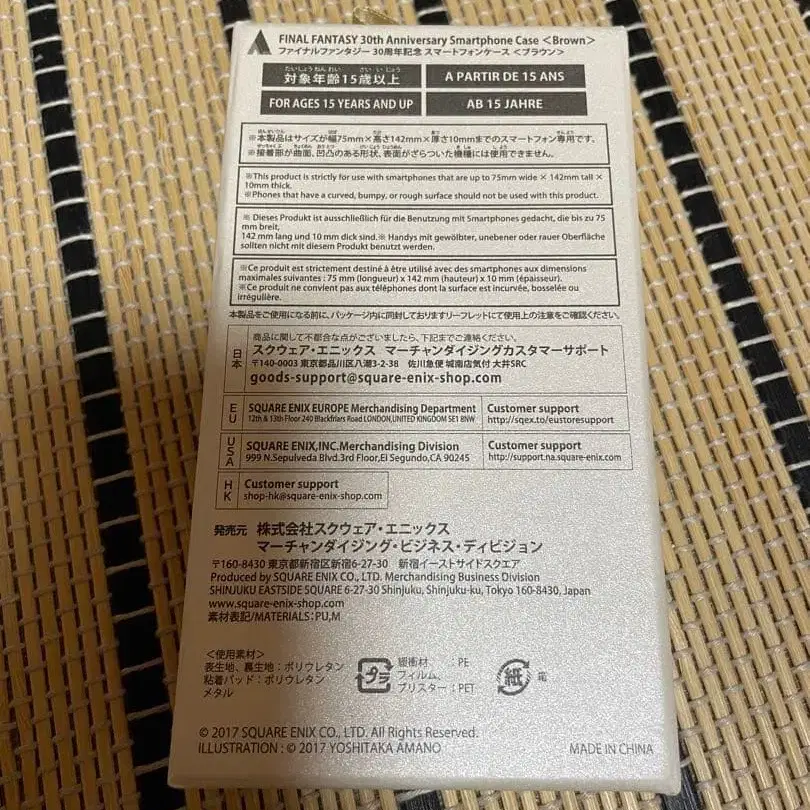 FINAL FANTASY 30th Anniversary Smartphone Case <Brown>
ファイナルファンタジー 30周年記念 スマートフォンケース <ブラウン>
対象年齢15歳以上
A PARTIR DE 15 ANS
FOR AGES 15 YEARS AND UP
AB 15 JAHRE
※本製品はサイズが幅75mm×高さ142mm×厚さ10mmまでのスマートフォン専用です。
※接着部が曲面、凹凸のある形状、表面がざらついた機種には使用できません。
※This product is strictly for use with smartphones that are up to 75mm wide × 142mm tall ×
10mm thick.
※Phones that have a curved, bumpy, or rough surface should not be used with this product.
※ Dieses Produkt ist ausschließlich für die Benutzung mit Smartphones gedacht, die bis zu 75
mm breit,
142 mm lang und 10 mm dick sind.※ Handys mit gewölbter, unebener oder rauer Oberfläche
sollten nicht mit diesem Produkt benutzt werden.
※Ce produit est strictement destiné à être utilisé avec des smartphones aux dimensions
maximales suivantes : 75 mm (longueur) x 142 mm (hauteur) x 10 mm (épaisseur).
※Ce produit ne convient pas aux téléphones dont la surface est incurvée, bosselée ou
irrégulière.
本製品をご使用になる前に、パッケージ内に同封しておりますリーフレットにて使用上の注意をご確認ください。
日本
商品に関して不都合な点がございましたら、下記までご連絡ください。
スクウェア・エニックス マーチャンダイジングカスタマーサポート
〒140-0003 東京都品川区八潮3-2-38 佐川急便 城南店気付 大井SRC
goods-support@square-enix-shop.com
EU
SQUARE ENIX EUROPE Merchandising Department
12th & 13th Floor 240 Blackfriars Road LONDON,UNITED KINGDOM SE1 8NW
Customer support
http://sqex.to/eustoresupport
USA
SQUARE ENIX,INC.Merchandising Division
999 N.Sepulveda Blvd.3rd Floor,El Segundo,CA 90245
Customer support
http://support.na.square-enix.com/
HK
Customer support
shop-hk@square-enix-shop.com
発売元 株式会社スクウェア・エニックス
マーチャンダイジング・ビジネス・ディビジョン
〒160-8430 東京都新宿区新宿6-27-30 新宿イーストサイドスクエア
Produced by SQUARE ENIX CO., LTD. Merchandising Business Division
SHINJUKU EASTSIDE SQUARE 6-27-30 Shinjuku, Shinjuku-ku, Tokyo 160-8430, Japan
www.square-enix-shop.com
素材表記/MATERIALS: PU,M
<使用素材>
表生地、裏生地:ポリウレタン
粘着パッド:ポリウレタン
メタル
プラ
緩衝材 :PE
フィルム、
ブリスター:PET
紙
箱
© 2017 SQUARE ENIX CO., LTD. All Rights Reserved.
ILLUSTRATION : © 2017 YOSHITAKA AMANO
MADE IN CHINA